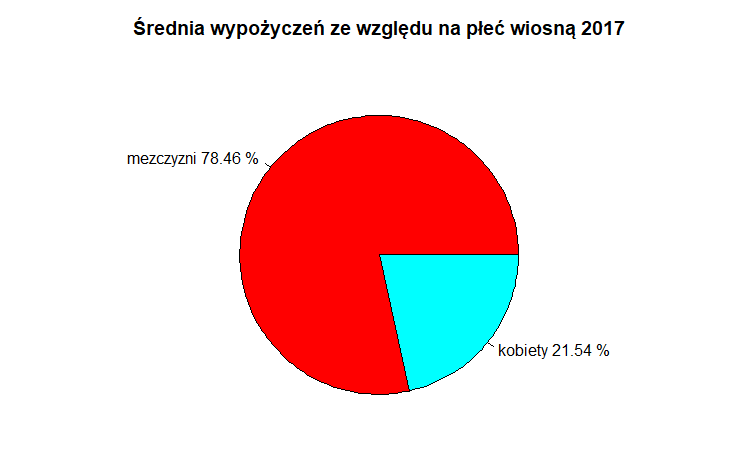 Średnia wypożyczeń ze względu na płeć wiosną 2017
mezczyzni 78.46 %
kobiety 21.54 %